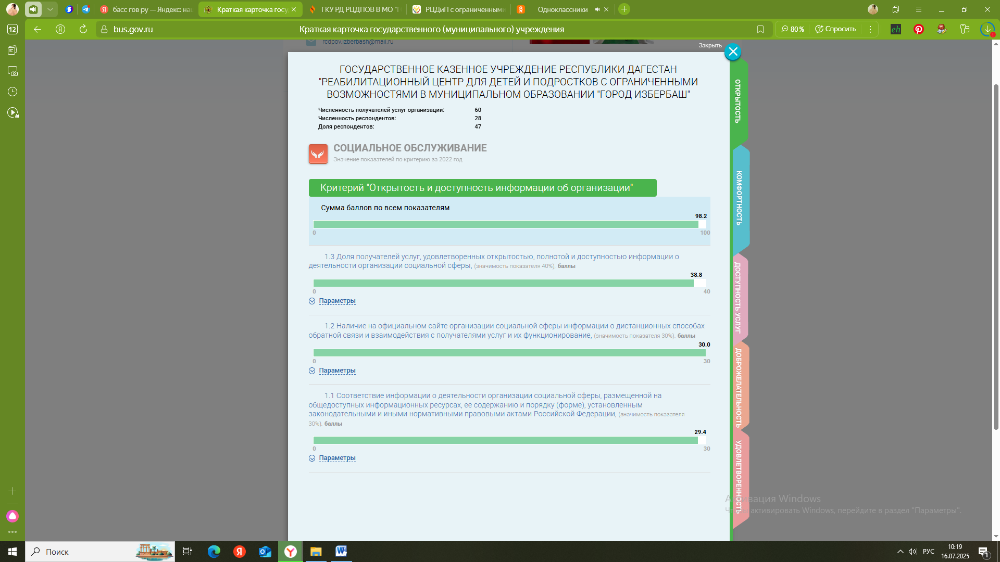 басс гов ру — Яндекс: на
Краткая карточка госу
ГКУ РД РЦДПОВ В МО "Г
РЦДиП с ограниченными
Одноклассники
12
bus.gov.ru
Краткая карточка государственного (муниципального) учреждения
80 %
Спросить
eh
rcdpov.izberbash@mail.ru
Закрыть
ГОСУДАРСТВЕННОЕ КАЗЕННОЕ УЧРЕЖДЕНИЕ РЕСПУБЛИКИ ДАГЕСТАН
"РЕАБИЛИТАЦИОННЫЙ ЦЕНТР ДЛЯ ДЕТЕЙ И ПОДРОСТКОВ С ОГРАНИЧЕННЫМИ
ВОЗМОЖНОСТЯМИ В МУНИЦИПАЛЬНОМ ОБРАЗОВАНИИ "ГОРОД ИЗБЕРБАШ"
Численность получателей услуг организации: 60
Численность респондентов: 28
Доля респондентов: 47
СОЦИАЛЬНОЕ ОБСЛУЖИВАНИЕ
Значение показателей по критерию за 2022 год
Критерий "Открытость и доступность информации об организации"
Сумма баллов по всем показателям
98.2
0 100
1.3 Доля получателей услуг, удовлетворенных открытостью, полнотой и доступностью информации о
деятельности организации социальной сферы, (значимость показателя 40%), баллы
38.8
0 40
Параметры
1.2 Наличие на официальном сайте организации социальной сферы информации о дистанционных способах
обратной связи и взаимодействия с получателями услуг и их функционирование, (значимость показателя 30%), баллы
30.0
0 30
Параметры
1.1 Соответствие информации о деятельности организации социальной сферы, размещенной на
общедоступных информационных ресурсах, ее содержанию и порядку (форме), установленным
законодательными и иными нормативными правовыми актами Российской Федерации, (значимость показателя
30%), баллы
29.4
0 30
Параметры
ОТКРЫТОСТЬ
КОМФОРТНОСТЬ
ДОСТУПНОСТЬ УСЛУГ
ДОБРОЖЕЛАТЕЛЬНОСТЬ
УДОВЛЕТВОРЕННОСТЬ
Активация Windows
активировать Windows, перейдите в раздел "Параметры".
Поиск
РУС
10:19
16.07.2025
1